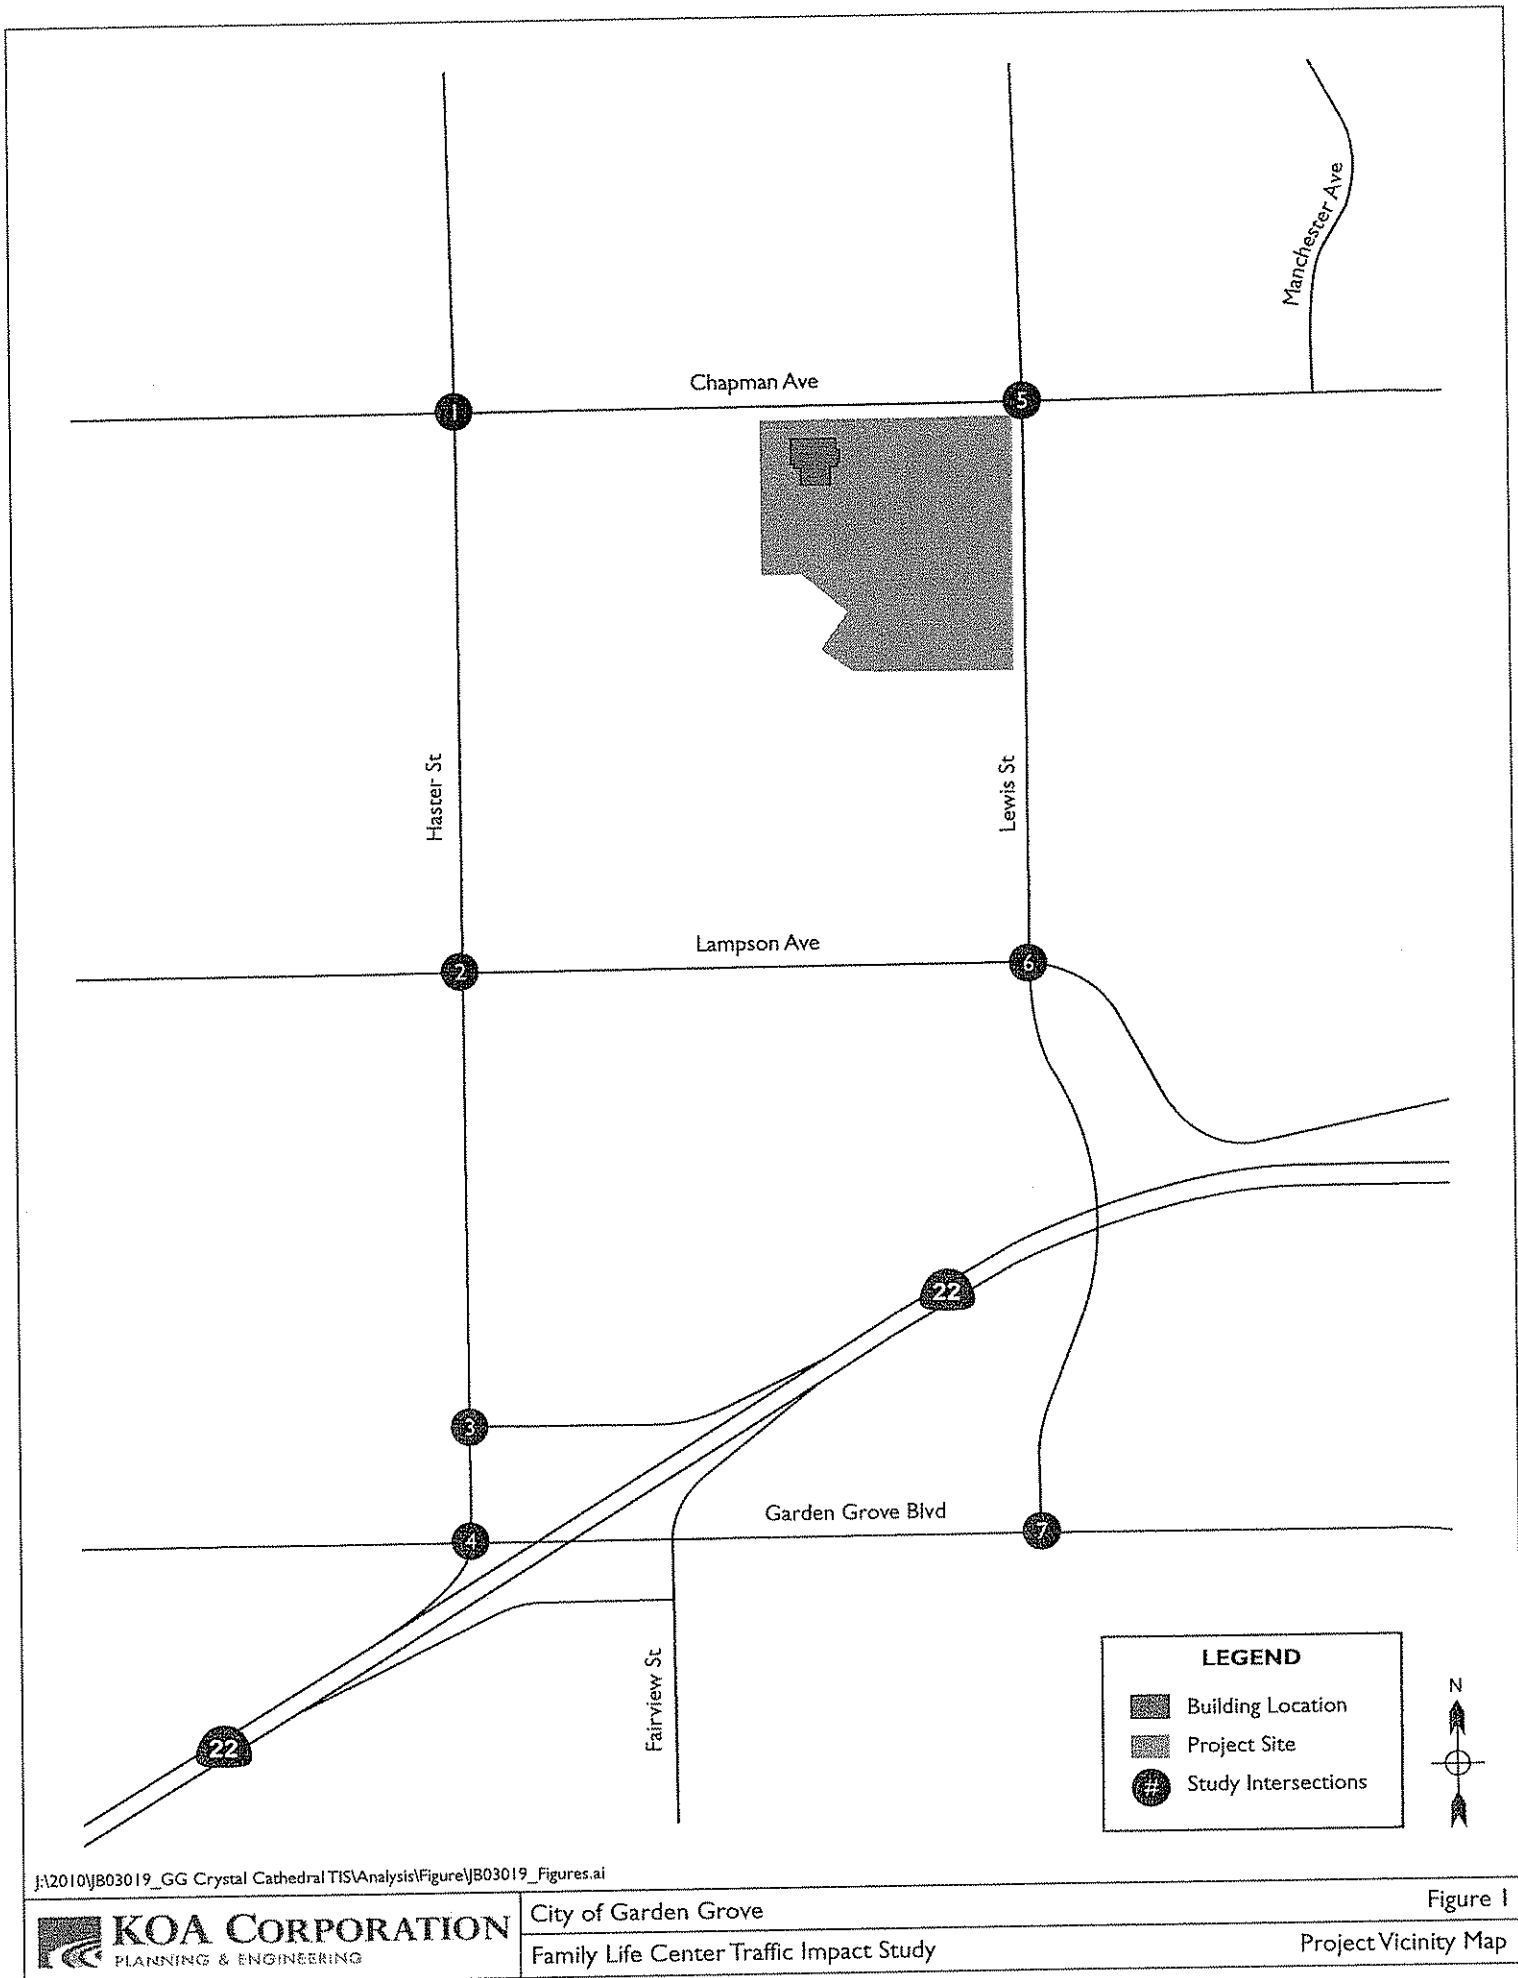 Manchester Ave
Chapman Ave
1
5
Haster St
Lewis St
Lampson Ave
2
6
22
3
Garden Grove Blvd
4
7
Fairview St
22
LEGEND
Building Location
Project Site
# Study Intersections
N
J:\2010\JB03019_GG Crystal Cathedral TIS\Analysis\Figure\JB03019_Figures.ai
KOA CORPORATION
PLANNING & ENGINEERING
City of Garden Grove
Figure 1
Family Life Center Traffic Impact Study
Project Vicinity Map